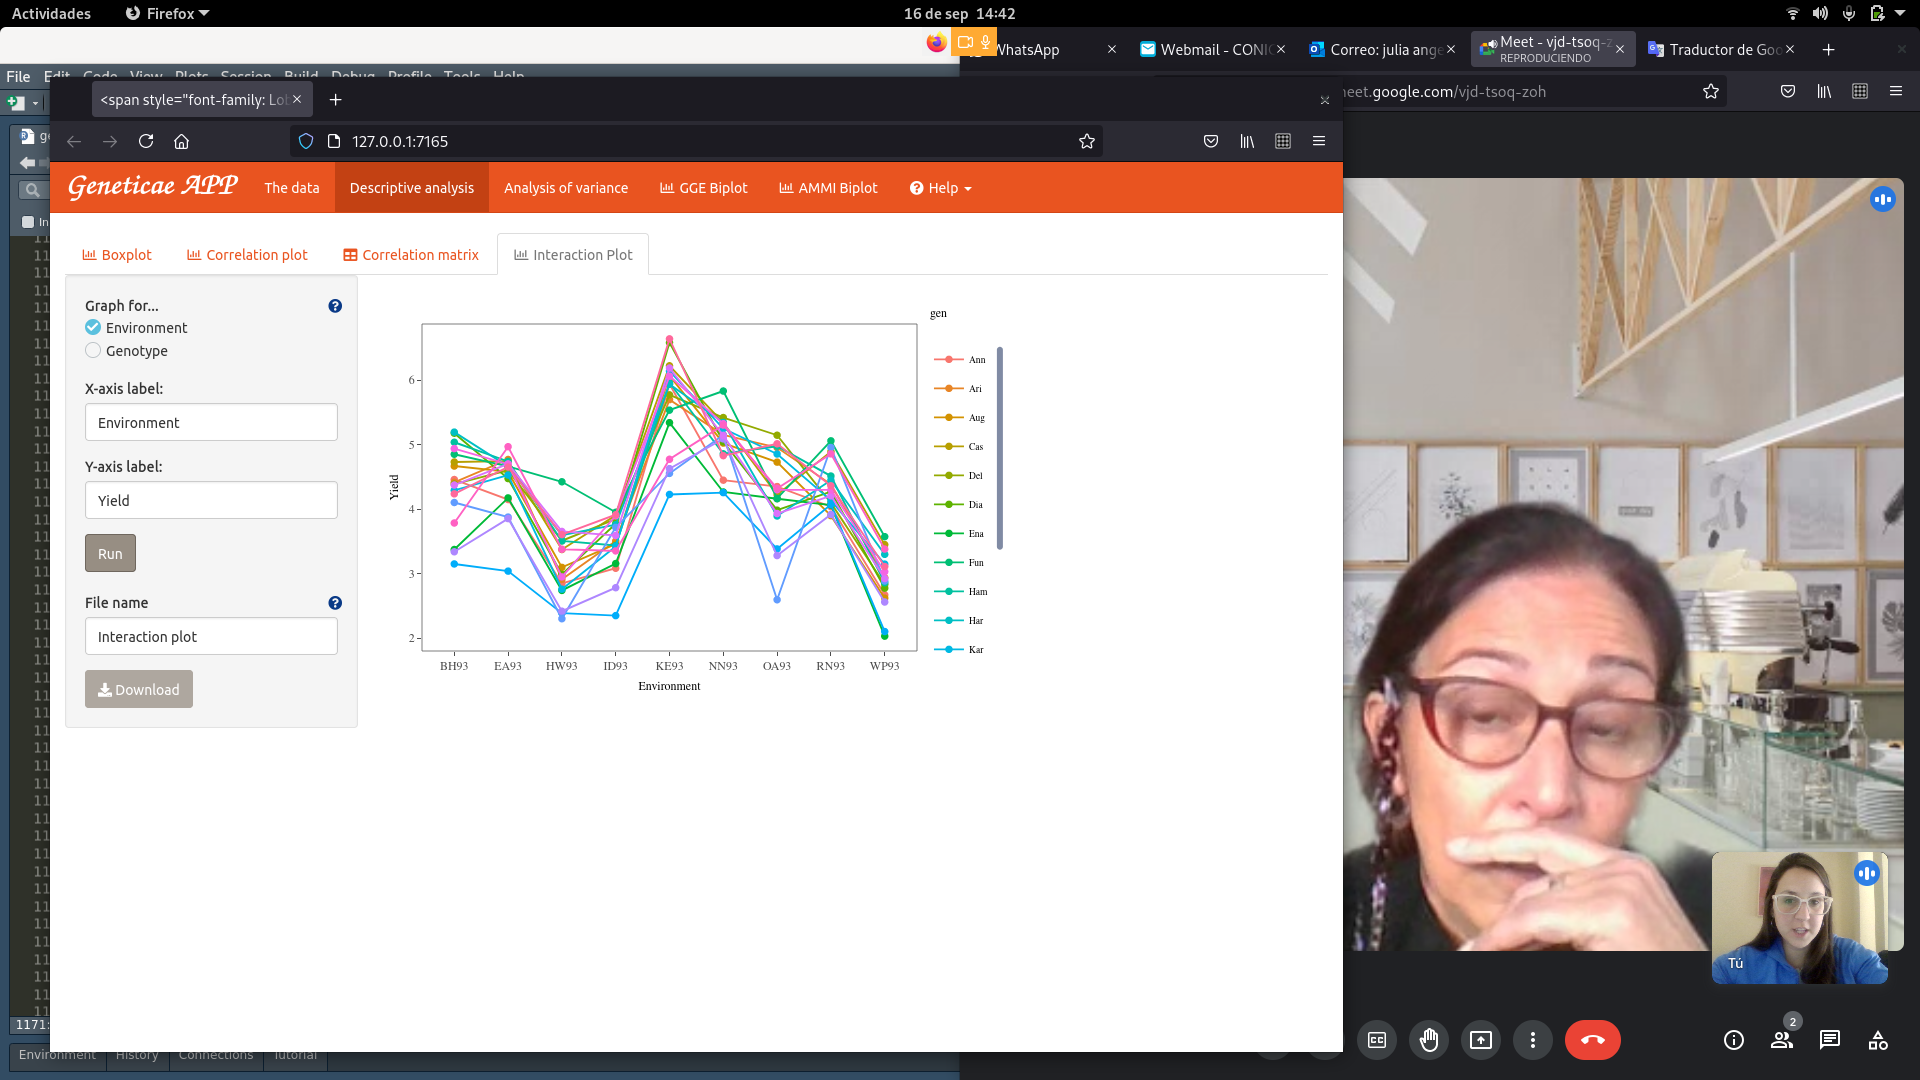 Actividades
Firefox
16 de sep 14:42
WhatsApp
Webmail - CONIC
Correo: julia ange
Meet - vjd-tsoq-z
REPRODUCIENDO
Traductor de Goo
File Edit Code View Plots Session Build Debug Profile Tools Help
<span style="font-family: Lob
meet.google.com/vjd-tsoq-zoh
127.0.0.1:7165
Geneticae APP
The data
Descriptive analysis
Analysis of variance
GGE Biplot
AMMI Biplot
Help
Boxplot
Correlation plot
Correlation matrix
Interaction Plot
Graph for...
Environment
Genotype
X-axis label:
Environment
Y-axis label:
Yield
Run
File name
Interaction plot
Download
Yield
6
5
4
3
2
BH93 EA93 HW93 ID93 KE93 NN93 OA93 RN93 WP93
Environment
gen
Ann
Ari
Aug
Cas
Del
Dia
Ena
Fun
Ham
Har
Kar
Tú
2
1171:
Environment History Connections Tutorial